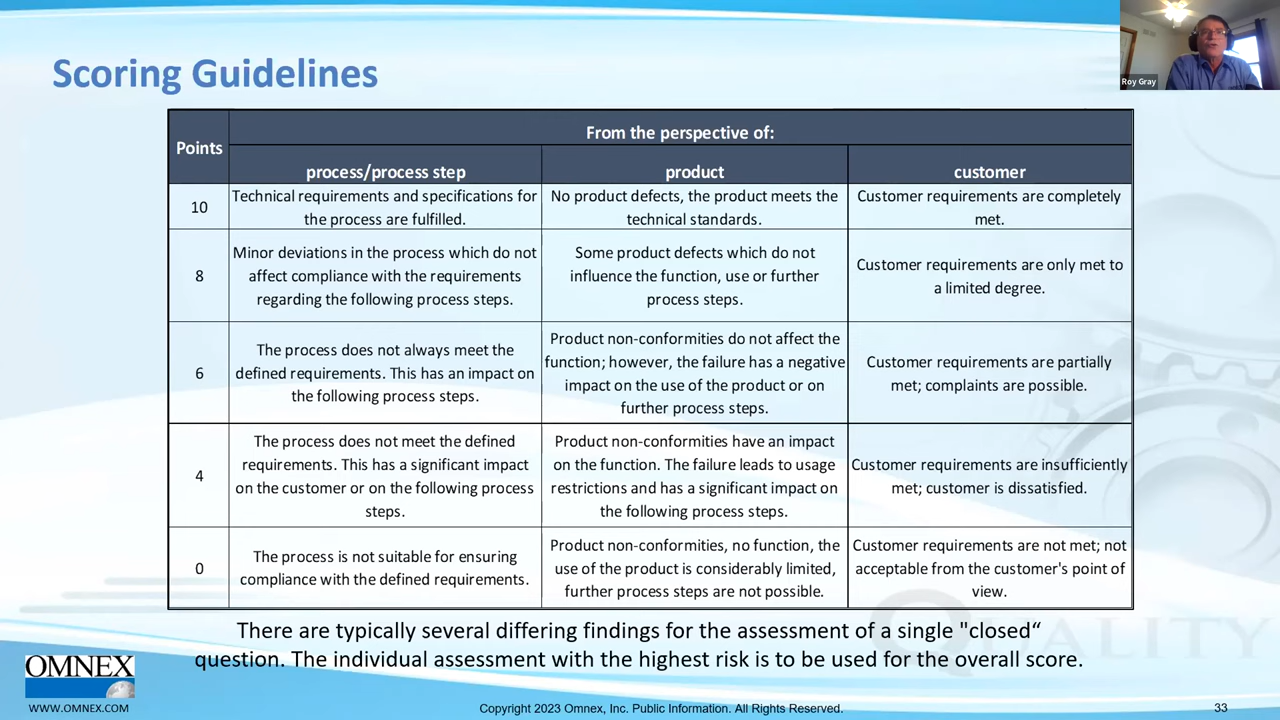 Scoring Guidelines
Roy Gray
Points
From the perspective of:
process/process step
product
customer
10
Technical requirements and specifications for
the process are fulfilled.
No product defects, the product meets the
technical standards.
Customer requirements are completely
met.
8
Minor deviations in the process which do not
affect compliance with the requirements
regarding the following process steps.
Some product defects which do not
influence the function, use or further
process steps.
Customer requirements are only met to
a limited degree.
6
The process does not always meet the
defined requirements. This has an impact on
the following process steps.
Product non-conformities do not affect the
function; however, the failure has a negative
impact on the use of the product or on
further process steps.
Customer requirements are partially
met; complaints are possible.
4
The process does not meet the defined
requirements. This has a significant impact
on the customer or on the following process
steps.
Product non-conformities have an impact
on the function. The failure leads to usage
restrictions and has a significant impact on
the following process steps.
Customer requirements are insufficiently
met; customer is dissatisfied.
0
The process is not suitable for ensuring
compliance with the defined requirements.
Product non-conformities, no function, the
use of the product is considerably limited,
further process steps are not possible.
Customer requirements are not met; not
acceptable from the customer's point of
view.
There are typically several differing findings for the assessment of a single "closed“
question. The individual assessment with the highest risk is to be used for the overall score.
QUALITY
OMNEX
WWW.OMNEX.COM
Copyright 2023 Omnex, Inc. Public Information. All Rights Reserved.
33